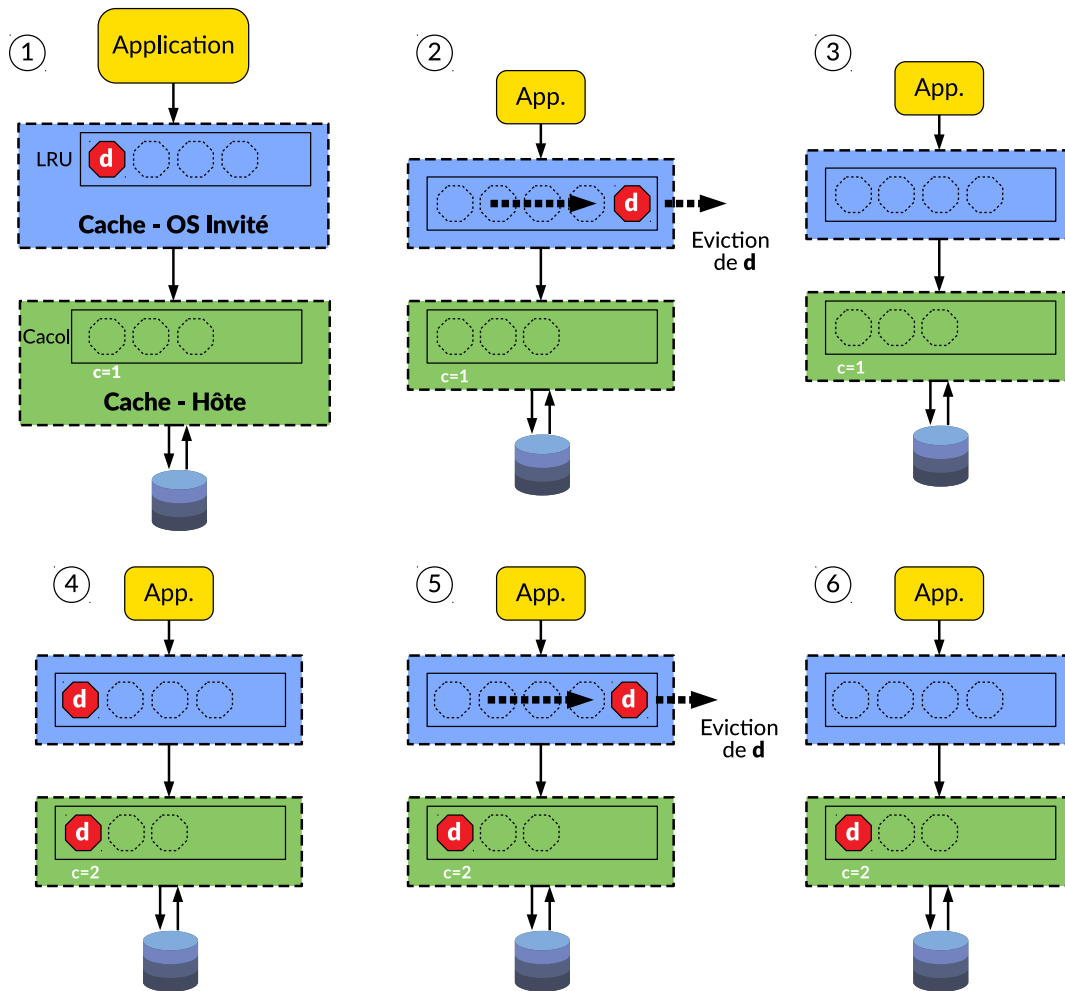 1
Application
LRU
d
Cache - OS Invité
Cacol
c=1
Cache - Hôte
2
App.
d
Eviction
de d
c=1
3
App.
c=1
4
App.
d
d
c=2
5
App.
d
Eviction
de d
d
c=2
6
App.
d
c=2